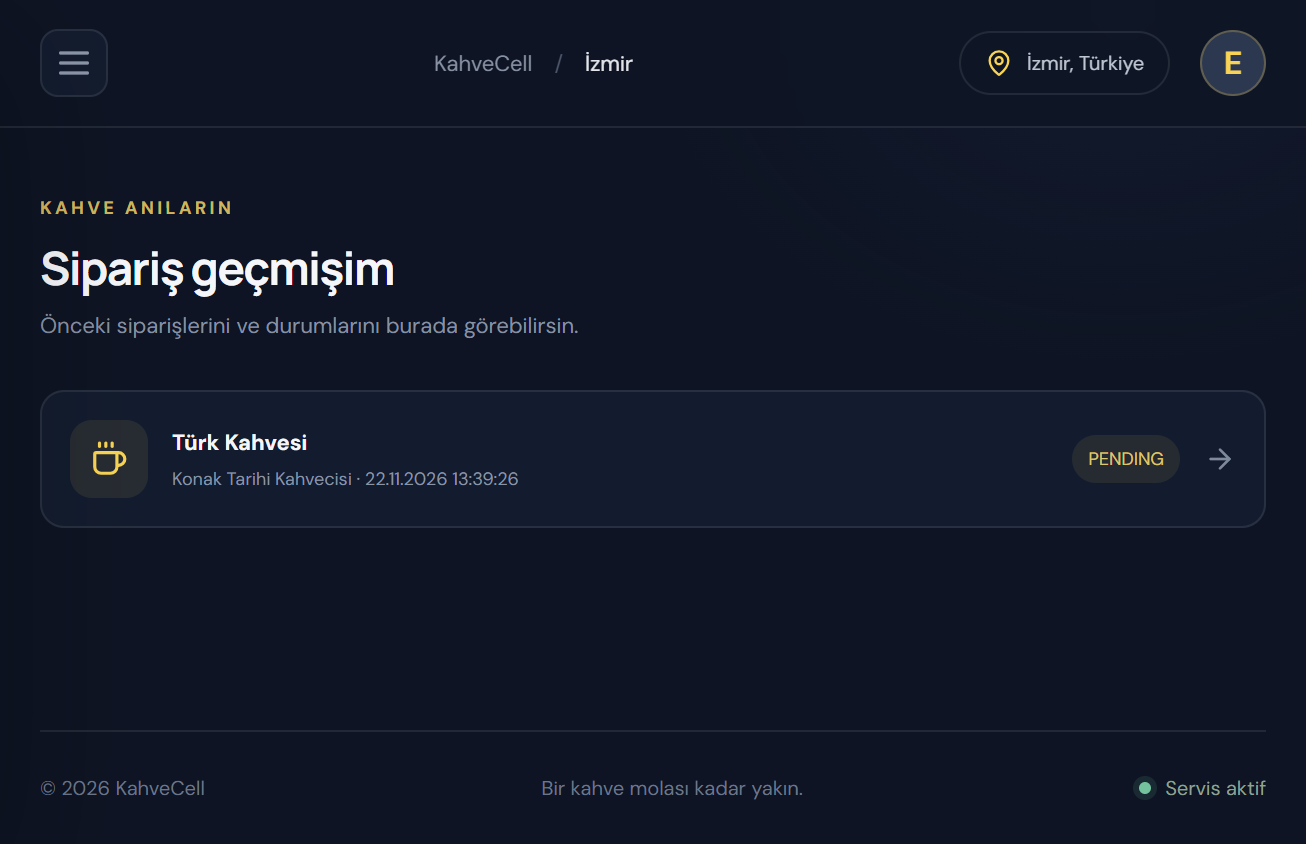 KahveCell / İzmir
İzmir, Türkiye
E
KAHVE ANILARIN
Sipariş geçmişim
Önceki siparişlerini ve durumlarını burada görebilirsin.
Türk Kahvesi
Konak Tarihi Kahvecisi · 22.11.2026 13:39:26
PENDING
© 2026 KahveCell
Bir kahve molası kadar yakın.
Servis aktif